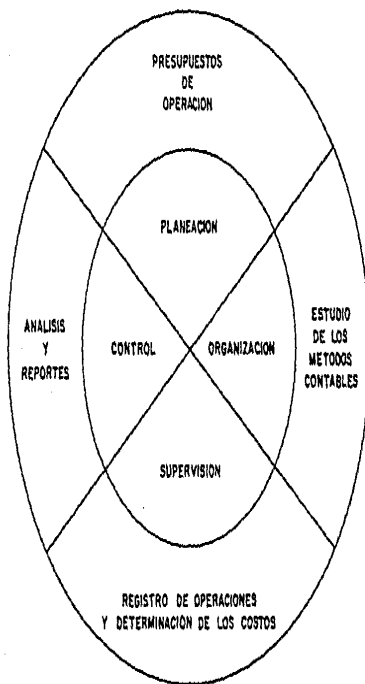 PRESUPUESTOS
DE
OPERACION
PLANEACION
ANALISIS
Y
REPORTES
CONTROL
ORGANIZACION
ESTUDIO
DE LOS
METODOS
CONTABLES
SUPERVISION
REGISTRO DE OPERACIONES
Y DETERMINACIÓN DE LOS COSTOS